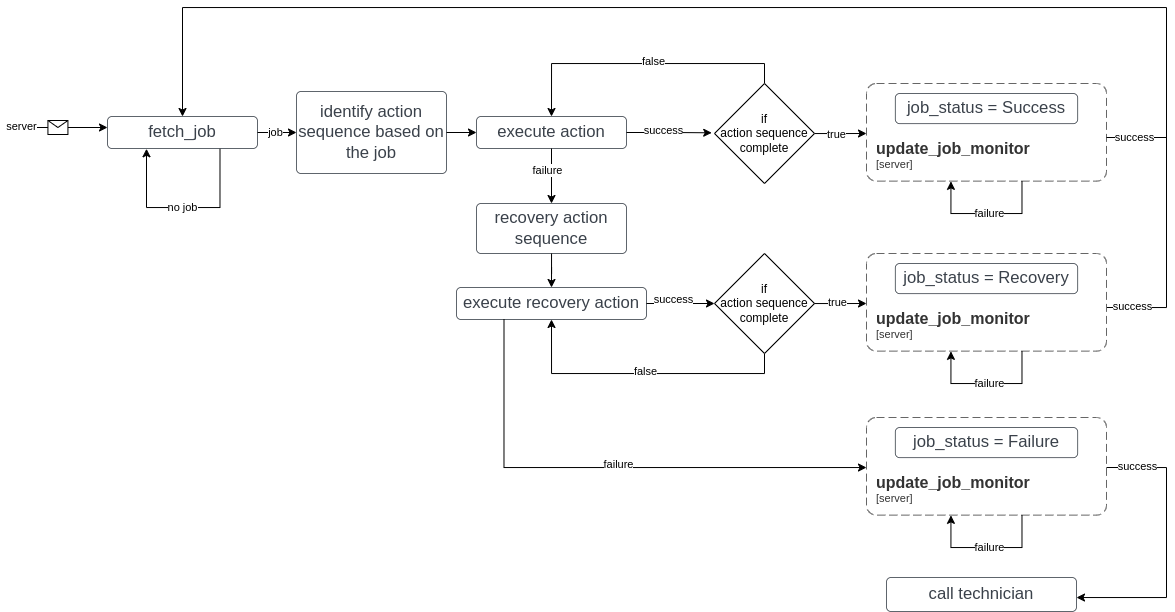 server
fetch_job
no job
job
identify action
sequence based on
the job
execute action
false
success
if
action sequence
complete
true
job_status = Success
update_job_monitor
[server]
failure
success
failure
recovery action
sequence
execute recovery action
success
if
action sequence
complete
false
true
job_status = Recovery
update_job_monitor
[server]
failure
success
failure
job_status = Failure
update_job_monitor
[server]
failure
success
call technician